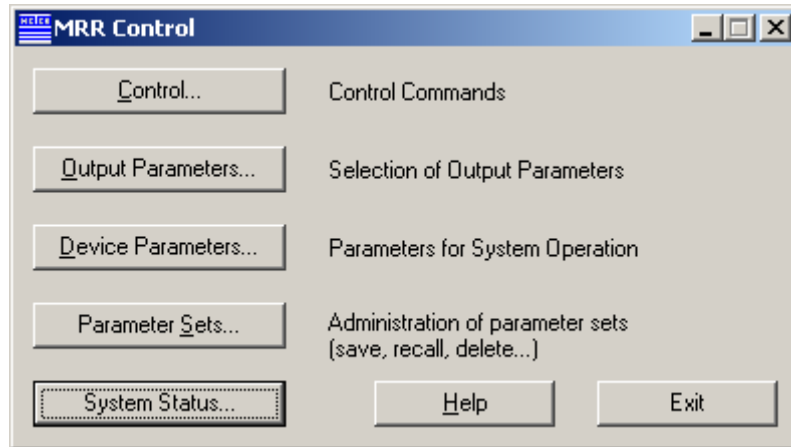 METEK MRR Control
Control... Control Commands
Output Parameters... Selection of Output Parameters
Device Parameters... Parameters for System Operation
Parameter Sets... Administration of parameter sets
(save, recall, delete...)
System Status... Help Exit